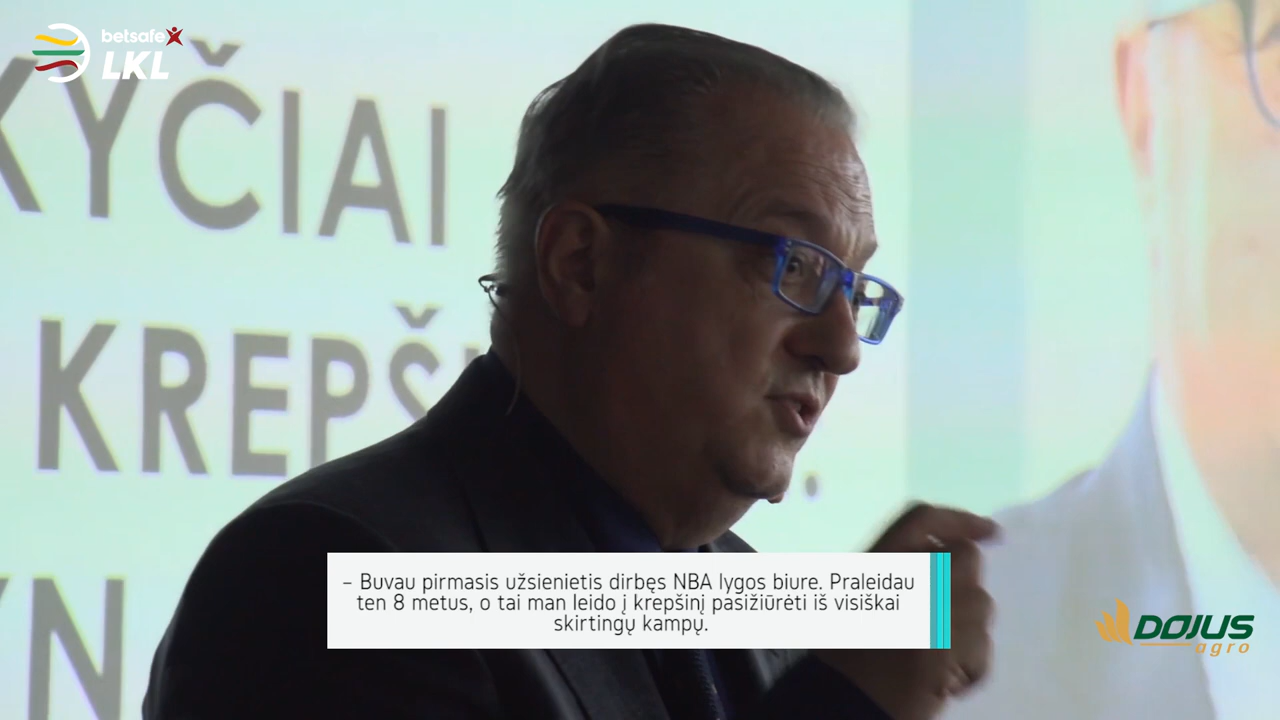 betsafe
LKL
KYČIAI
KREPŠ
– Buvau pirmasis užsienietis dirbęs NBA lygos biure. Praleidau
ten 8 metus, o tai man leido į krepšinį pasižiūrėti iš visiškai
skirtingų kampų.
DOJUS
agro